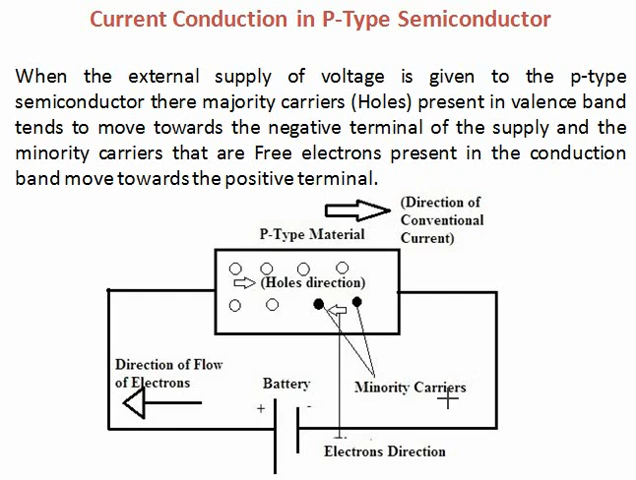 Current Conduction in P-Type Semiconductor
When the external supply of voltage is given to the p-type
semiconductor there majority carriers (Holes) present in valence band
tends to move towards the negative terminal of the supply and the
minority carriers that are Free electrons present in the conduction
band move towards the positive terminal.
(Direction of
Conventional
Current)
P-Type Material
(Holes direction)
Direction of Flow
of Electrons
Battery
+ -
Minority Carriers
Electrons Direction